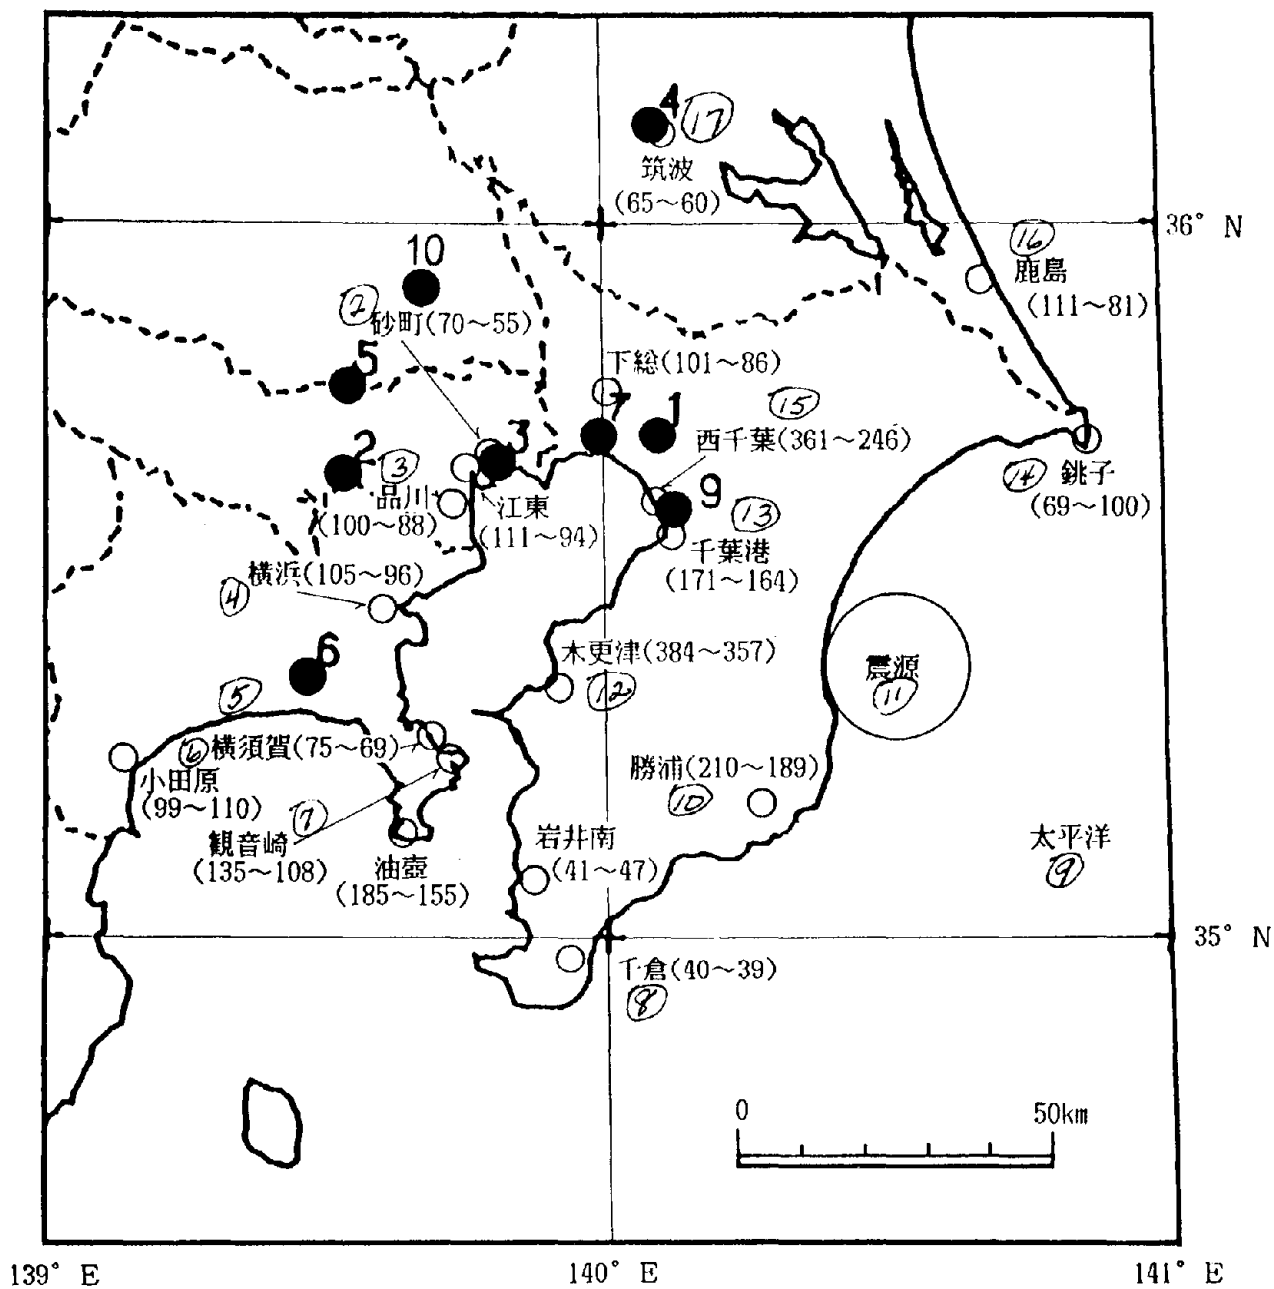 4 ⑰
筑波
(65～60)
36° N
⑯
鹿島
(111～81)
10
② 砂町(70～55)
下総(101～86)
5
⑮
7 1
西千葉(361～246)
2 ③
3
品川
(100～88)
江東
(111～94)
9 ⑬
千葉港
(171～164)
⑭ 銚子
(69～100)
横浜(105～96)
④
6
⑤
木更津(384～357)
⑫
震源
⑪
⑥ 横須賀(75～69)
小田原
(99～110)
⑦
観音崎
(135～108)
油壺
(185～155)
勝浦(210～189)
⑩
岩井南
(41～47)
太平洋
⑨
35° N
千倉(40～39)
⑧
0 50km
139° E 140° E 141° E